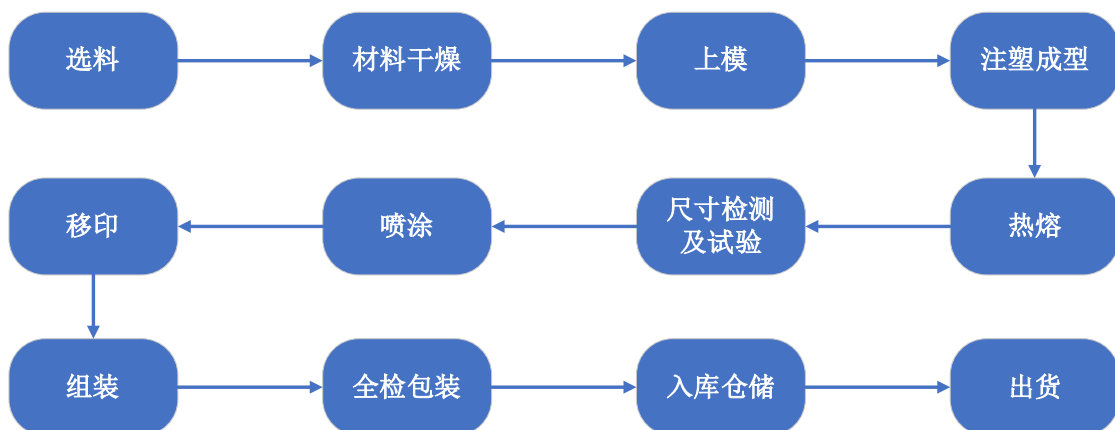 选料
材料干燥
上模
注塑成型
热熔
尺寸检测
及试验
喷涂
移印
组装
全检包装
入库仓储
出货